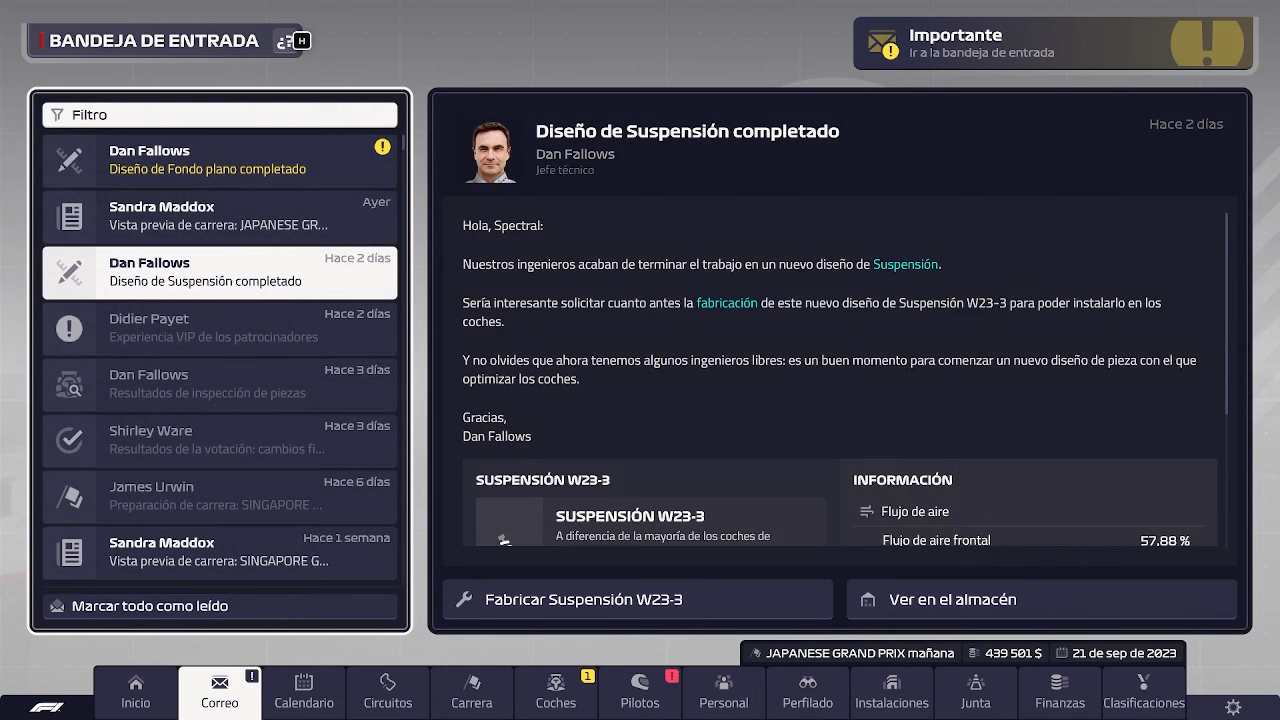 BANDEJA DE ENTRADA
H
Importante
Ir a la bandeja de entrada
Filtro
Dan Fallows
Diseño de Fondo plano completado
Sandra Maddox
Ayer
Vista previa de carrera: JAPANESE GR...
Dan Fallows
Hace 2 días
Diseño de Suspensión completado
Didier Payet
Hace 2 días
Experiencia VIP de los patrocinadores
Dan Fallows
Hace 3 días
Resultados de inspección de piezas
Shirley Ware
Hace 3 días
Resultados de la votación: cambios fi...
James Urwin
Hace 6 días
Preparación de carrera: SINGAPORE ...
Sandra Maddox
Hace 1 semana
Vista previa de carrera: SINGAPORE G...
Marcar todo como leído
Diseño de Suspensión completado
Hace 2 días
Dan Fallows
Jefe técnico
Hola, Spectral:
Nuestros ingenieros acaban de terminar el trabajo en un nuevo diseño de Suspensión.
Sería interesante solicitar cuanto antes la fabricación de este nuevo diseño de Suspensión W23-3 para poder instalarlo en los
coches.
Y no olvides que ahora tenemos algunos ingenieros libres: es un buen momento para comenzar un nuevo diseño de pieza con el que
optimizar los coches.
Gracias,
Dan Fallows
SUSPENSIÓN W23-3
SUSPENSIÓN W23-3
A diferencia de la mayoría de los coches de
INFORMACIÓN
Flujo de aire
Flujo de aire frontal
57.88 %
Fabricar Suspensión W23-3
Ver en el almacén
JAPANESE GRAND PRIX mañana
439 501 $
21 de sep de 2023
Inicio
Correo
Calendario
Circuitos
Carrera
Coches
1
Pilotos
Personal
Perfilado
Instalaciones
Junta
Finanzas
Clasificaciones